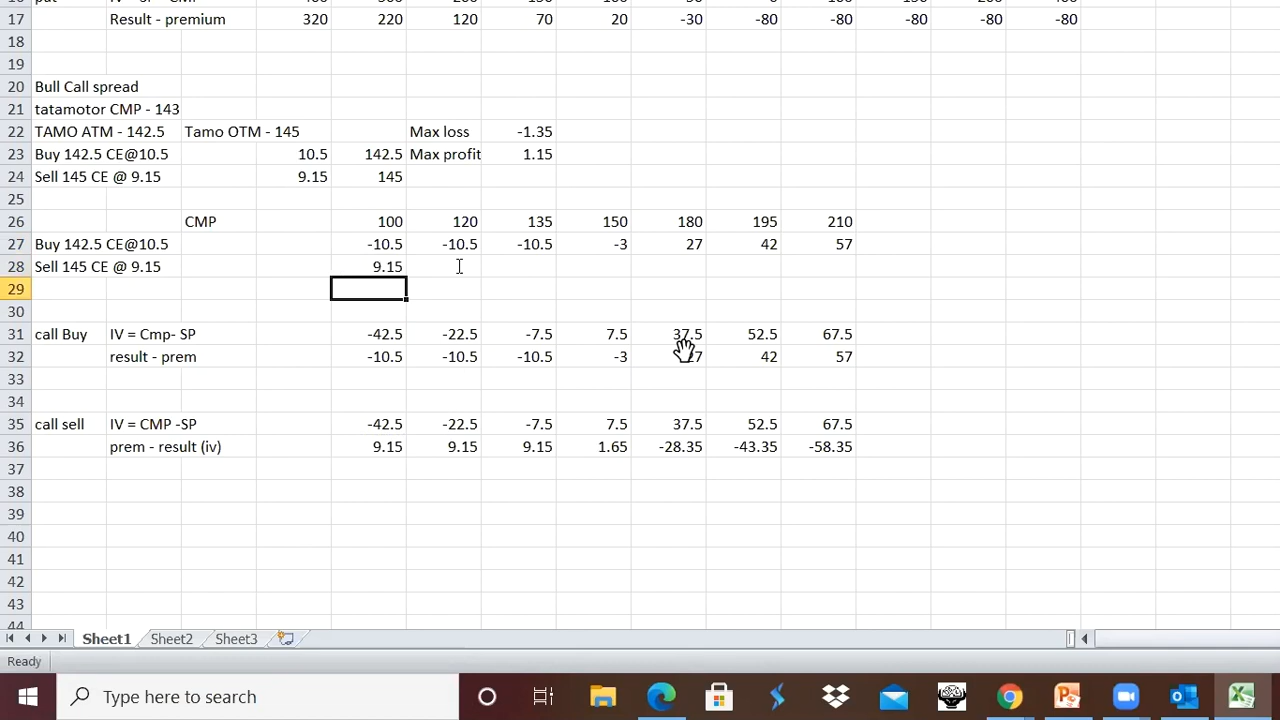 17 Result - premium 320 220 120 70 20 -30 -80 -80 -80 -80 -80
18
19
20 Bull Call spread
21 tatamotor CMP - 143
22 TAMO ATM - 142.5 Tamo OTM - 145 Max loss -1.35
23 Buy 142.5 CE@10.5 10.5 142.5 Max profit 1.15
24 Sell 145 CE @ 9.15 9.15 145
25
26 CMP 100 120 135 150 180 195 210
27 Buy 142.5 CE@10.5 -10.5 -10.5 -10.5 -3 27 42 57
28 Sell 145 CE @ 9.15 9.15
29
30
31 call Buy IV = Cmp- SP -42.5 -22.5 -7.5 7.5 37.5 52.5 67.5
32 result - prem -10.5 -10.5 -10.5 -3 27 42 57
33
34
35 call sell IV = CMP -SP -42.5 -22.5 -7.5 7.5 37.5 52.5 67.5
36 prem - result (iv) 9.15 9.15 9.15 1.65 -28.35 -43.35 -58.35
37
38
39
40
41
42
43
44
Sheet1 Sheet2 Sheet3
Ready
Type here to search